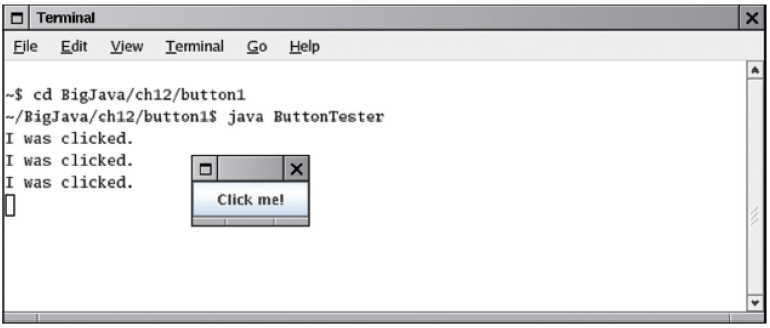 Terminal
File Edit View Terminal Go Help
~$ cd BigJava/ch12/button1
~/BigJava/ch12/button1$ java ButtonTester
I was clicked.
I was clicked.
I was clicked.
Click me!